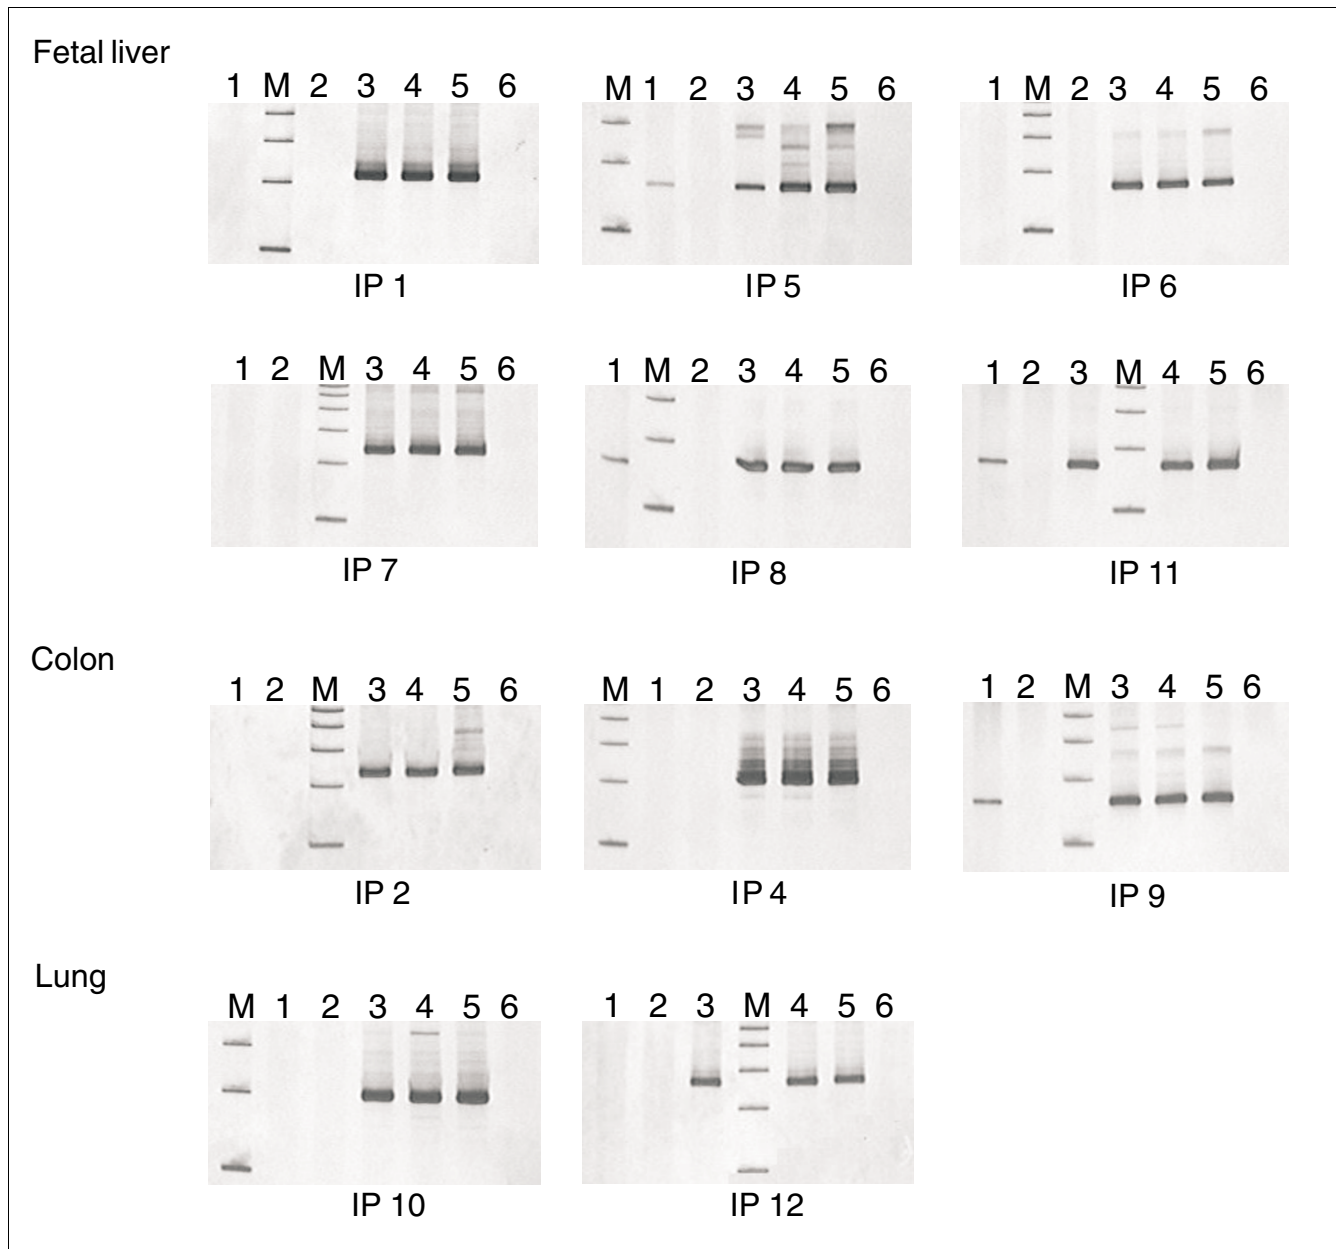 Fetal liver
1 M 2 3 4 5 6
M 1 2 3 4 5 6
1 M 2 3 4 5 6
IP 1
IP 5
IP 6
1 2 M 3 4 5 6
1 M 2 3 4 5 6
1 2 3 M 4 5 6
IP 7
IP 8
IP 11
Colon
1 2 M 3 4 5 6
M 1 2 3 4 5 6
1 2 M 3 4 5 6
IP 2
IP 4
IP 9
Lung
M 1 2 3 4 5 6
1 2 3 M 4 5 6
IP 10
IP 12